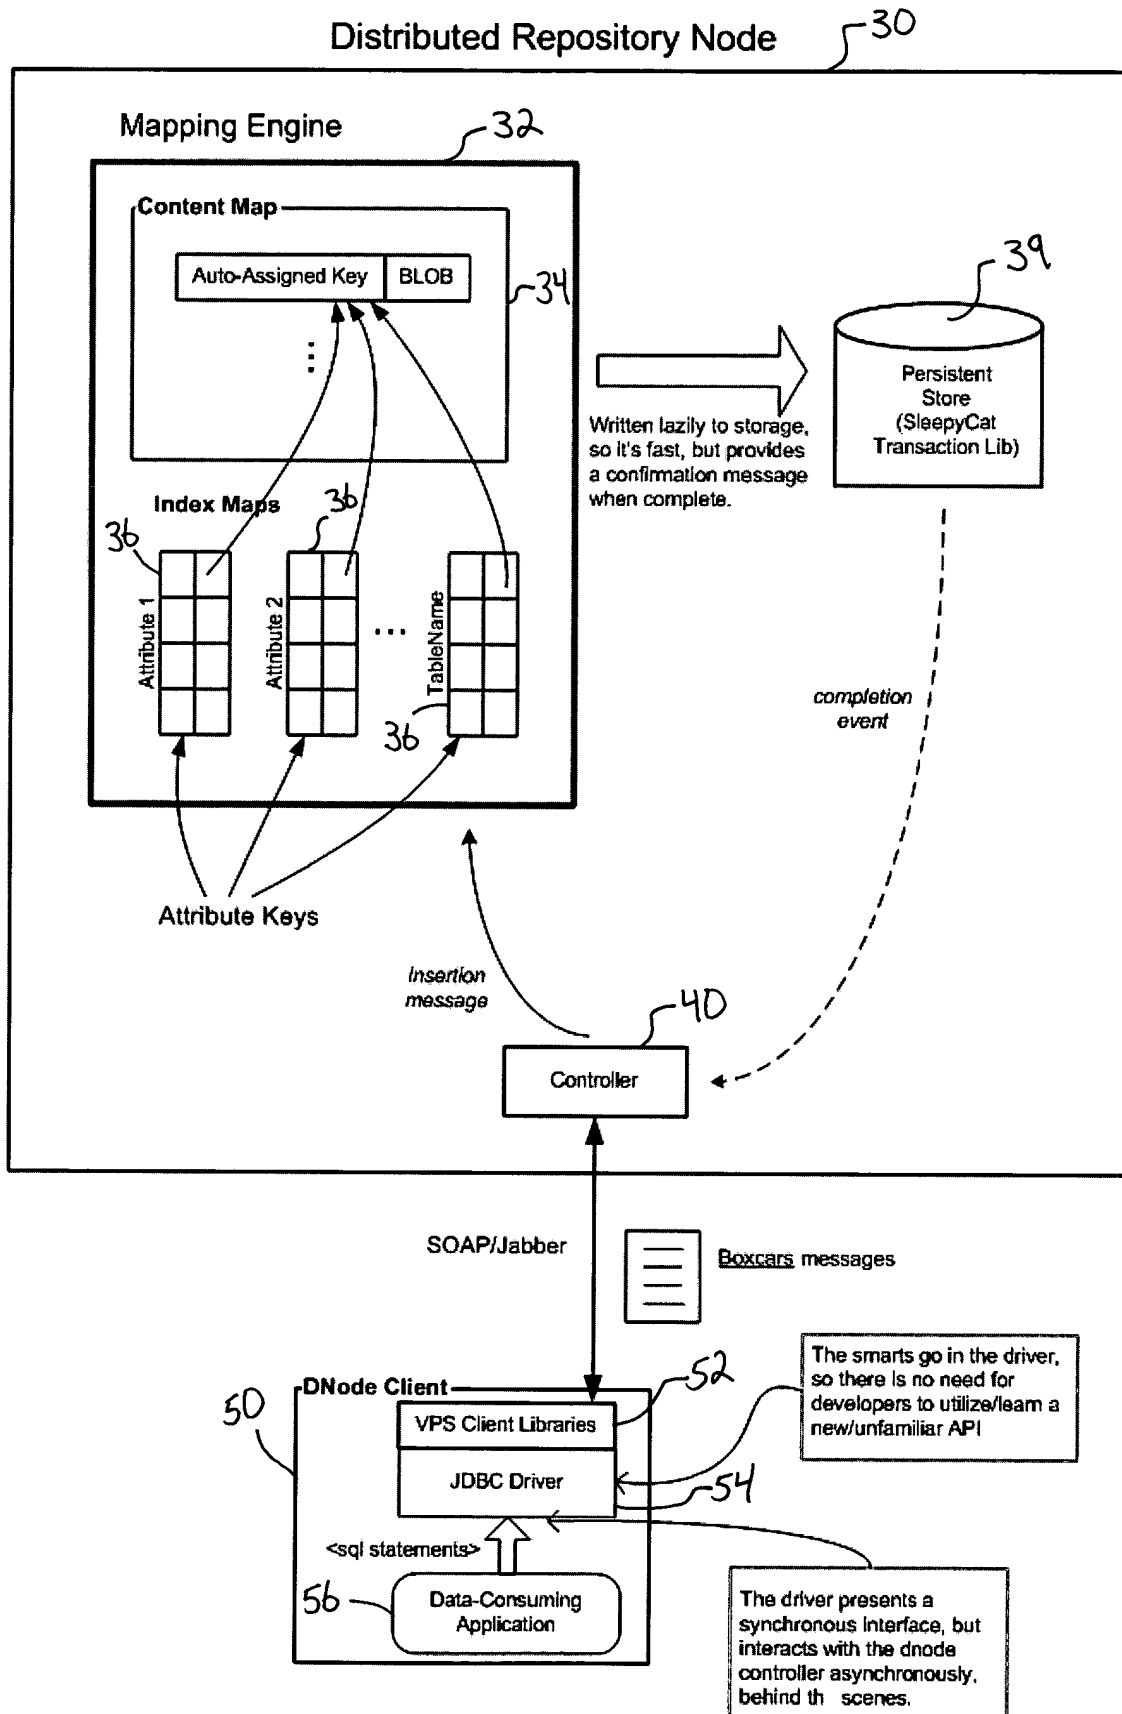 Distributed Repository Node
30
Mapping Engine
32
Content Map
Auto-Assigned Key
BLOB
34
39
Persistent
Store
(SleepyCat
Transaction Lib)
Written lazily to storage,
so it's fast, but provides
a confirmation message
when complete.
Index Maps
36
36
Attribute 1
Attribute 2
TableName
36
completion
event
Attribute Keys
insertion
message
40
Controller
SOAP/Jabber
Boxcars messages
50
DNode Client
52
VPS Client Libraries
JDBC Driver
54
The smarts go in the driver,
so there is no need for
developers to utilize/learn a
new/unfamiliar API
<sql statements>
56
Data-Consuming
Application
The driver presents a
synchronous interface, but
interacts with the dnode
controller asynchronously,
behind th scenes.